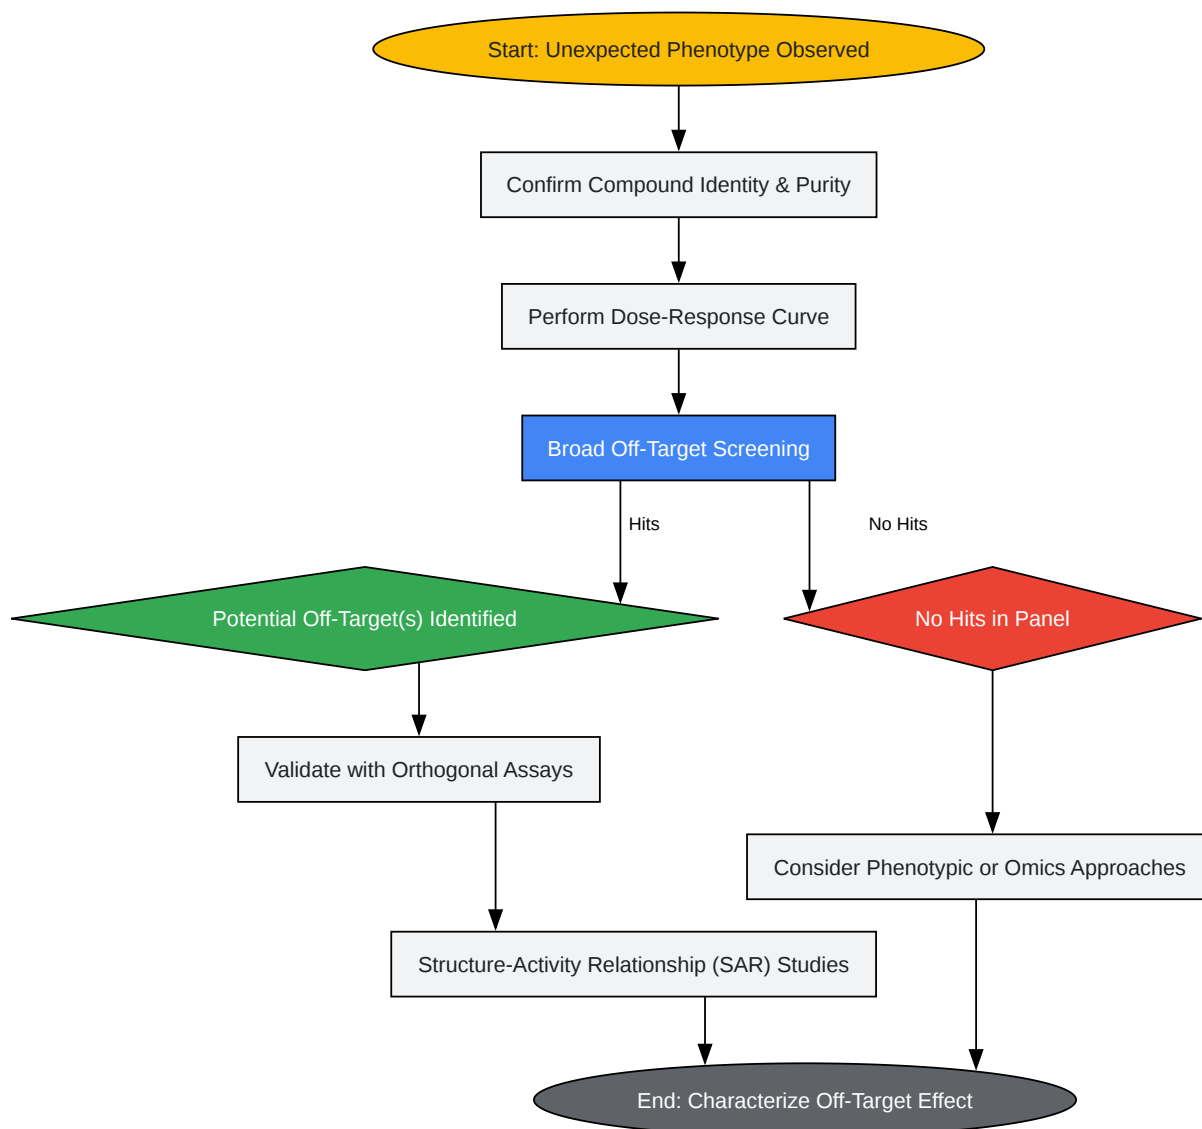 Start: Unexpected Phenotype Observed
Confirm Compound Identity & Purity
Perform Dose-Response Curve
Broad Off-Target Screening
Hits
No Hits
Potential Off-Target(s) Identified
No Hits in Panel
Validate with Orthogonal Assays
Consider Phenotypic or Omics Approaches
Structure-Activity Relationship (SAR) Studies
End: Characterize Off-Target Effect